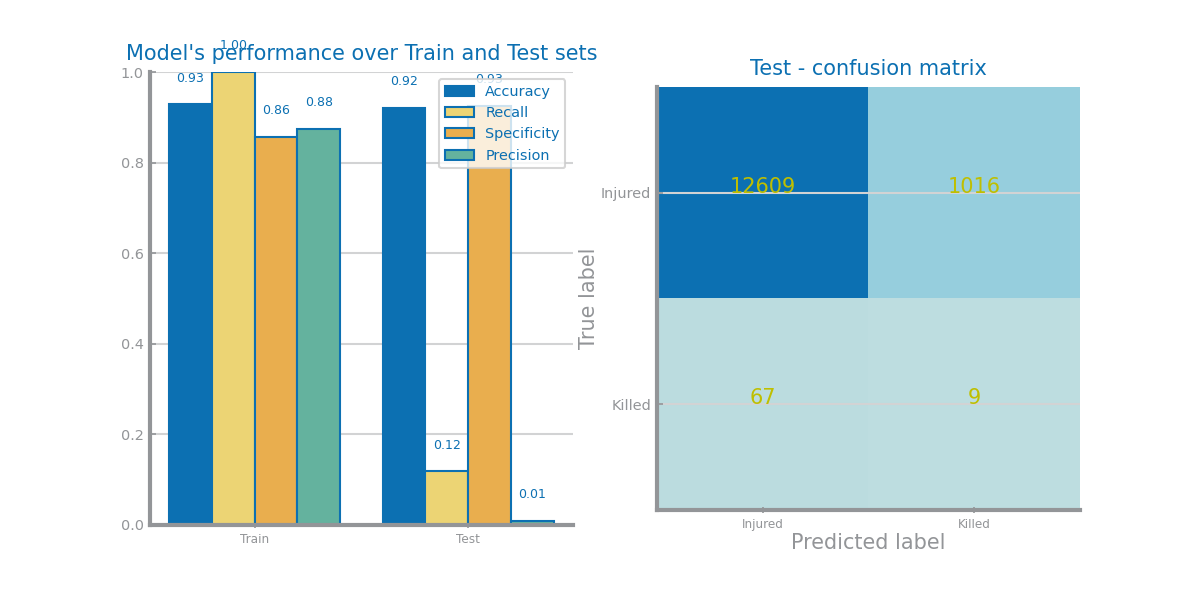 Model's performance over Train and Test sets
1.00
0.93
0.86
0.88
0.92
0.12
0.93
0.01
Accuracy
Recall
Specificity
Precision
1.0
0.8
0.6
0.4
0.2
0.0
Train
Test
Test - confusion matrix
True label
Injured
Killed
12609
1016
67
9
Injured
Killed
Predicted label